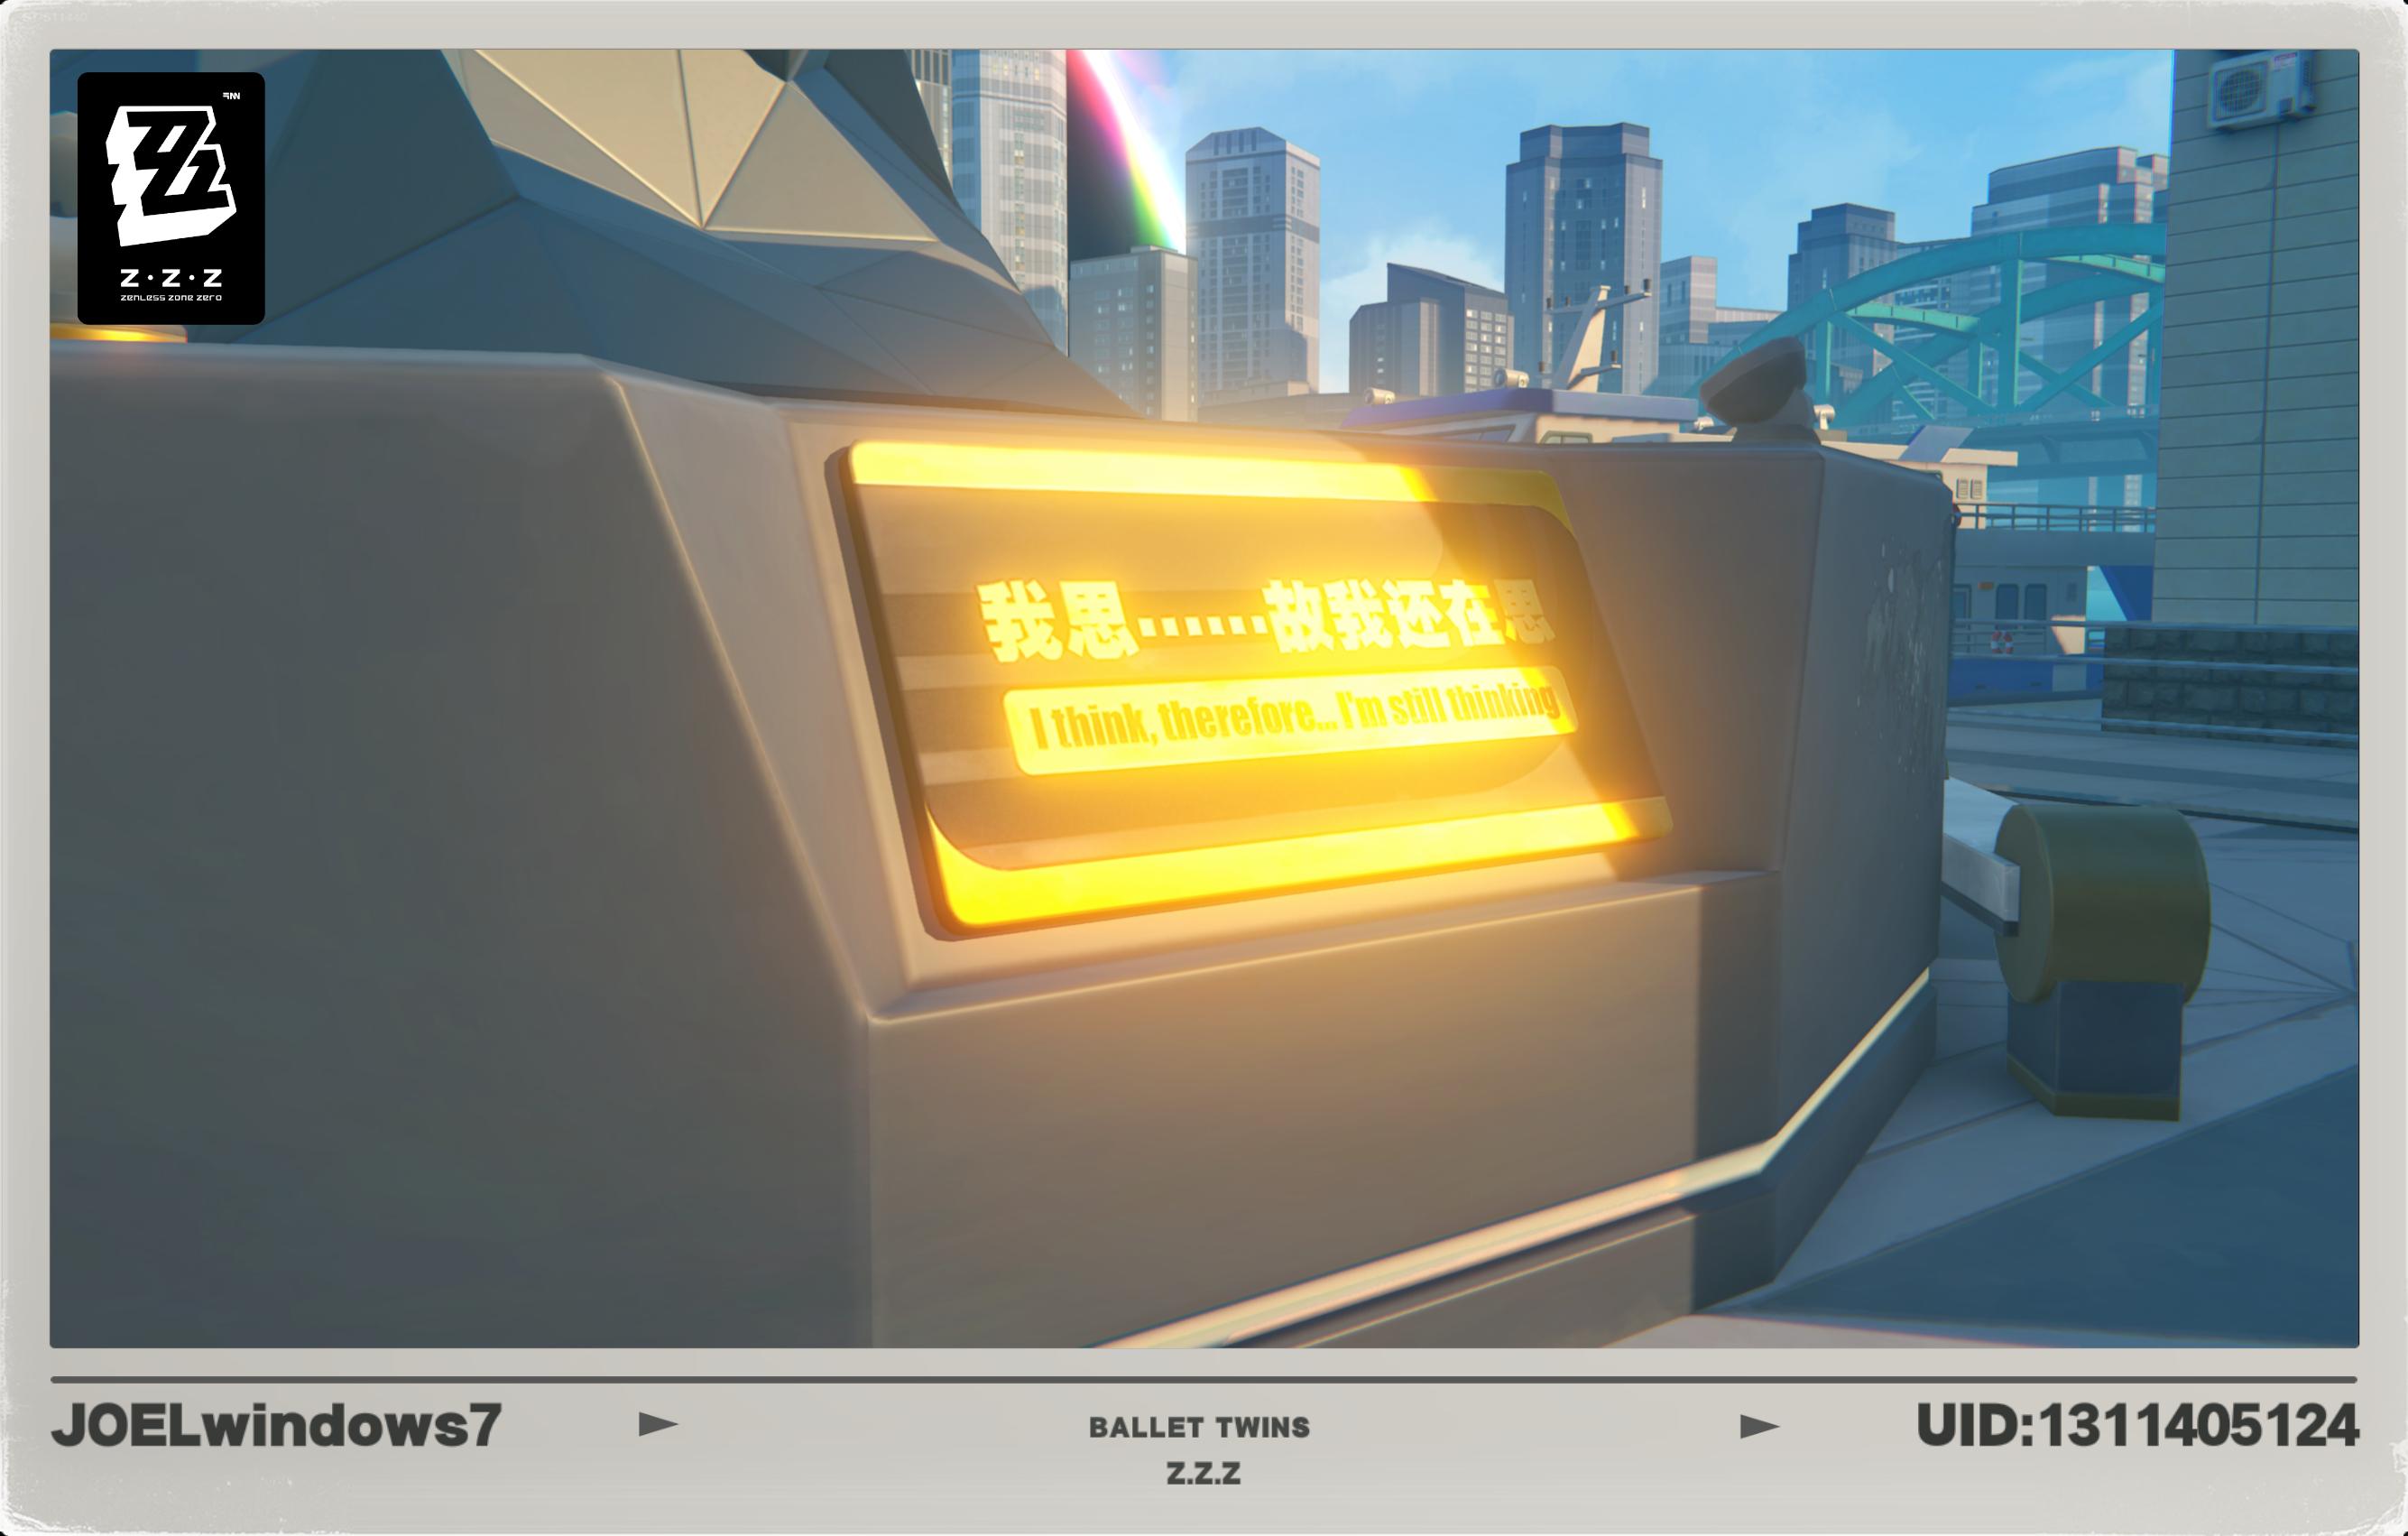 Z·Z·Z
ZENLESS ZONE ZERO
我思……故我还在思
I think, therefore... I'm still thinking
JOELwindows7
BALLET TWINS
Z.Z.Z
UID:1311405124